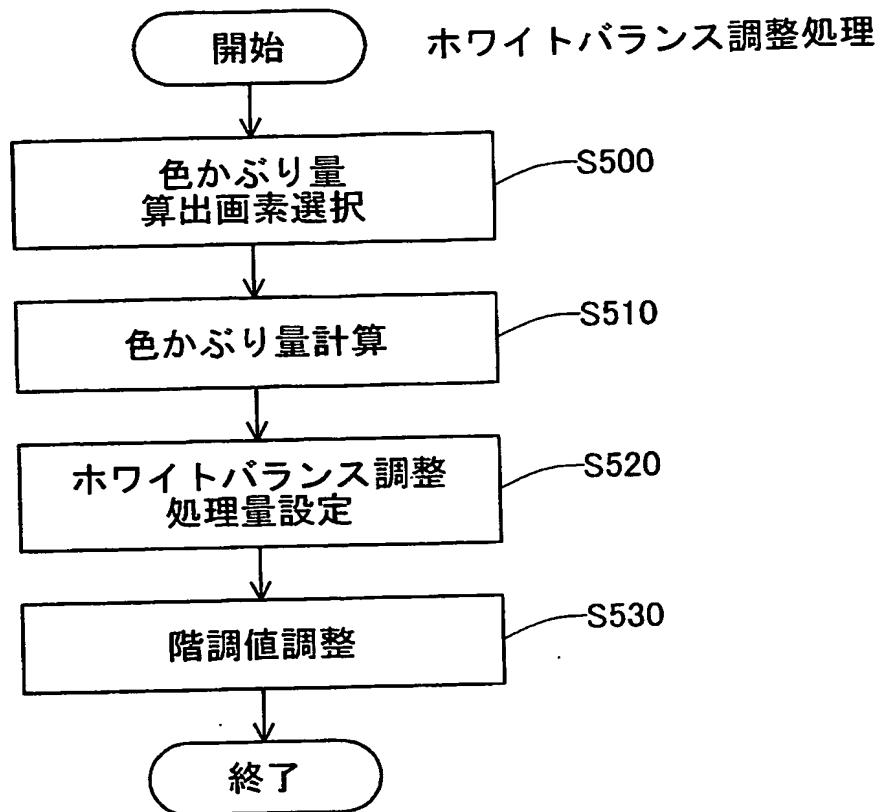 開始
ホワイトバランス調整処理
色かぶり量
算出画素選択
S500
色かぶり量計算
S510
ホワイトバランス調整
処理量設定
S520
階調値調整
S530
終了